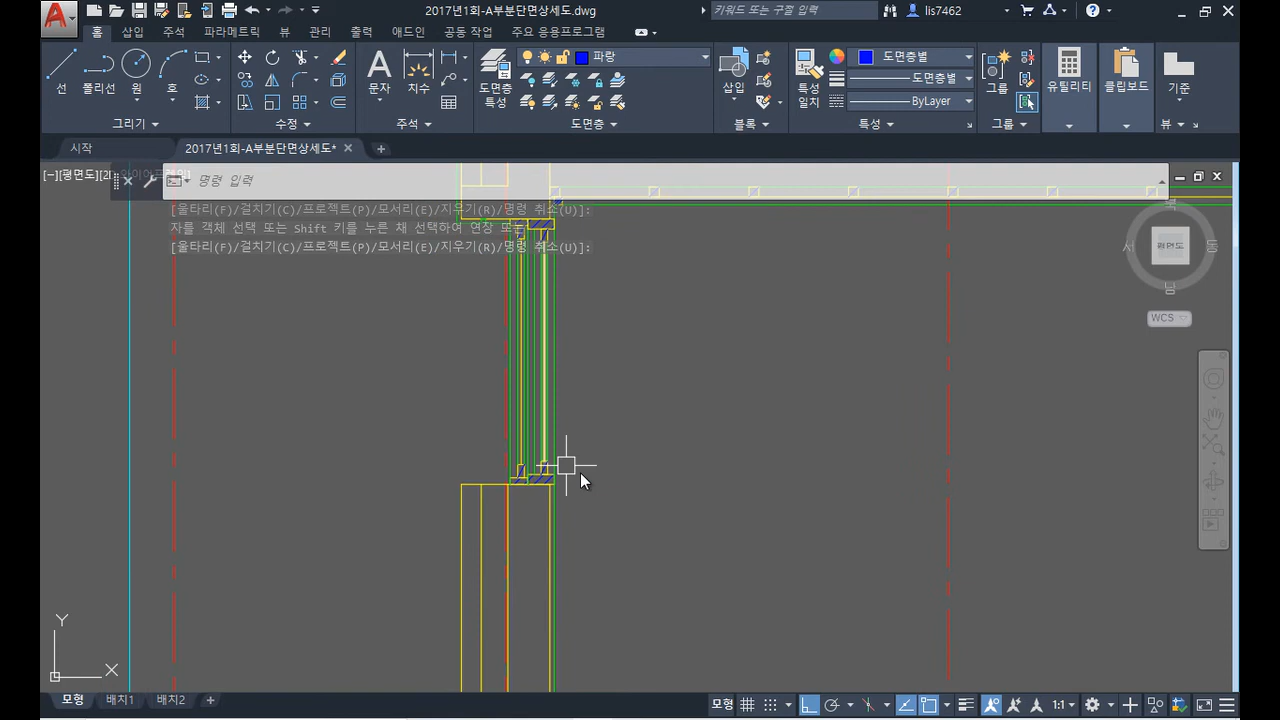 2017년1회-A부분단면상세도.dwg
키워드 또는 구절 입력
lis7462
홈 삽입 주석 파라메트릭 뷰 관리 출력 애드인 공동 작업 주요 응용프로그램
파랑
도면층별
도면층별
ByLayer
선 폴리선 원 호
문자 치수
도면층
특성
삽입
특성
일치
그룹
유틸리티
클립보드
기준
그리기 수정 주석 도면층 블록 특성 그룹 뷰
시작 2017년1회-A부분단면상세도*
[−][평면도]
명령 입력
[울타리(F)/걸치기(C)/프로젝트(P)/모서리(E)/지우기(R)/명령 취소(U)]:
자를 객체 선택 또는 Shift 키를 누른 채 선택하여 연장 또는
[울타리(F)/걸치기(C)/프로젝트(P)/모서리(E)/지우기(R)/명령 취소(U)]:
북
서 평면도 동
남
WCS
Y
X
모형 배치1 배치2
모형
1:1